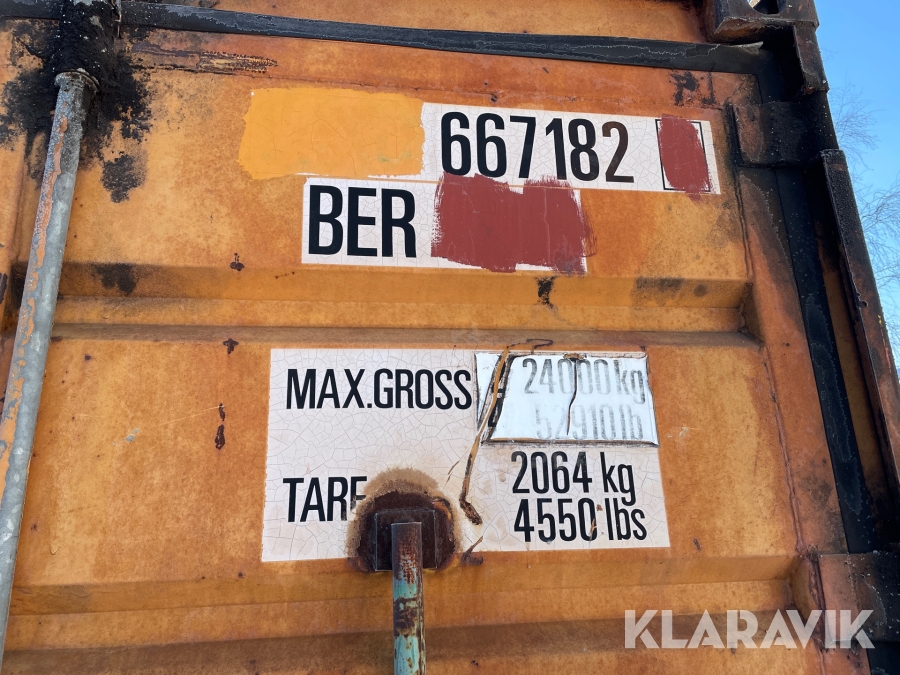 667182
BER
MAX.GROSS 24000 kg
52910 lb
TARE 2064 kg
4550 lbs
KLARAVIK